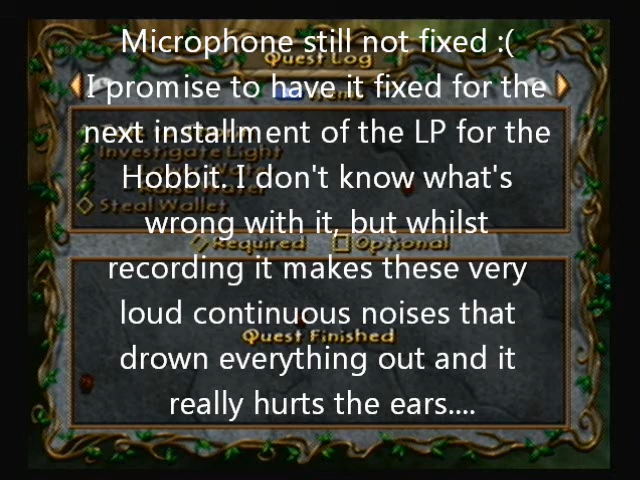 Microphone still not fixed :(
Quest Log
I promise to have it fixed for the
next installment of the LP for the
Investigate Light
Hobbit. I don't know what's
Steal Wallet
wrong with it, but whilst
Required Optional
recording it makes these very
loud continuous noises that
Quest Finished
drown everything out and it
really hurts the ears....